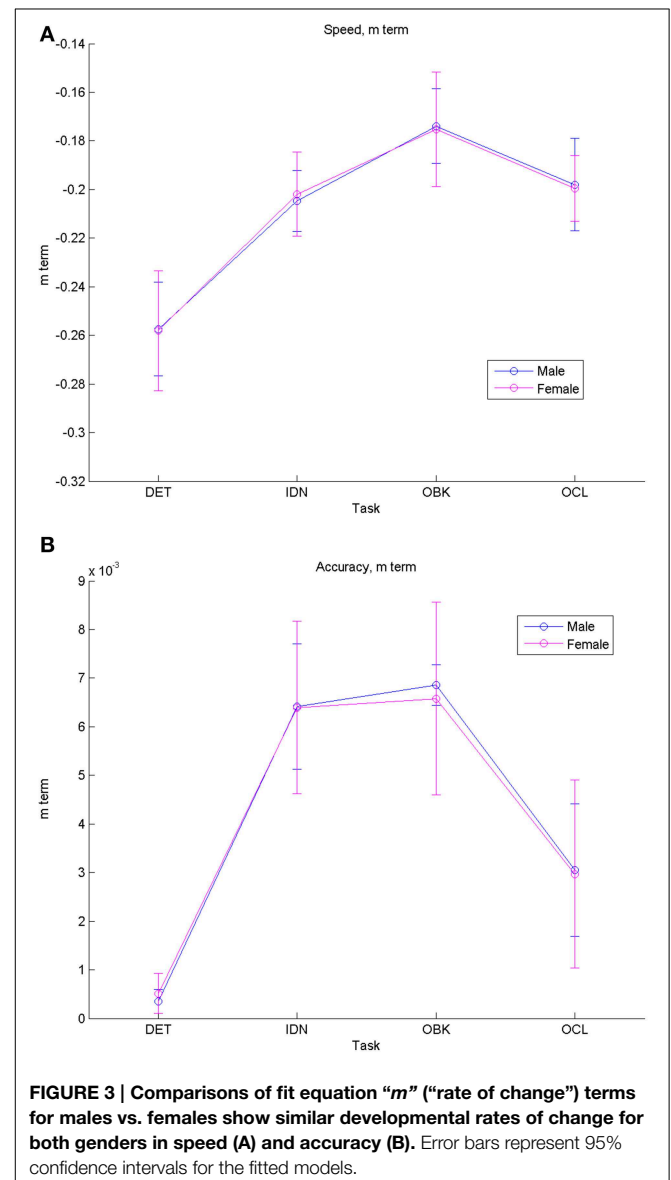 A
Speed, m term
-0.14
-0.16
-0.18
-0.2
-0.22
-0.24
-0.26
-0.28
-0.3
-0.32
m term
Male
Female
DET IDN OBK OCL
Task
B
x 10-3
Accuracy, m term
9
8
7
6
5
4
3
2
1
0
m term
Male
Female
DET IDN OBK OCL
Task
FIGURE 3 | Comparisons of fit equation “m” (“rate of change”) terms
for males vs. females show similar developmental rates of change for
both genders in speed (A) and accuracy (B). Error bars represent 95%
confidence intervals for the fitted models.